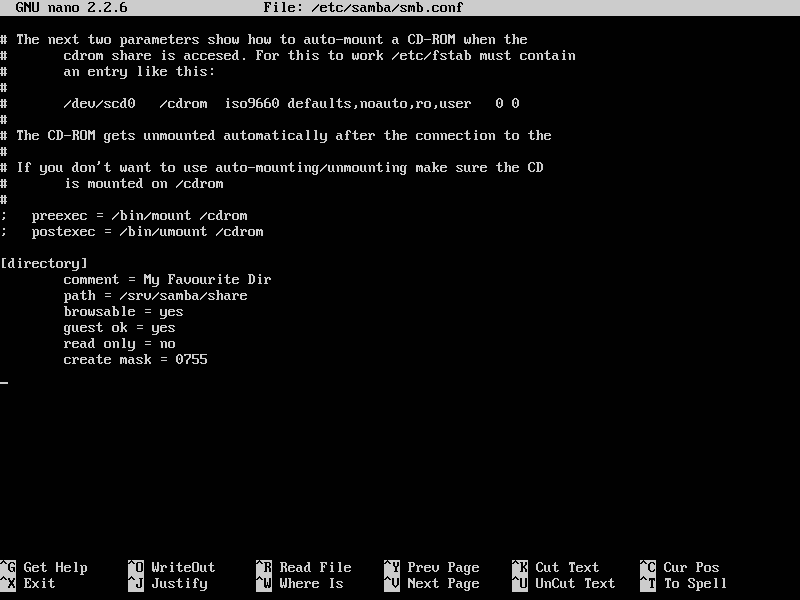 GNU nano 2.2.6 File: /etc/samba/smb.conf
# The next two parameters show how to auto-mount a CD-ROM when the
# cdrom share is accesed. For this to work /etc/fstab must contain
# an entry like this:
#
# /dev/scd0 /cdrom iso9660 defaults,noauto,ro,user 0 0
#
# The CD-ROM gets unmounted automatically after the connection to the
#
# If you don't want to use auto-mounting/unmounting make sure the CD
# is mounted on /cdrom
#
; preexec = /bin/mount /cdrom
; postexec = /bin/umount /cdrom
[directory]
comment = My Favourite Dir
path = /srv/samba/share
browsable = yes
guest ok = yes
read only = no
create mask = 0755
^G Get Help ^O WriteOut ^R Read File ^Y Prev Page ^K Cut Text ^C Cur Pos
^X Exit ^J Justify ^W Where Is ^V Next Page ^U UnCut Text ^T To Spell